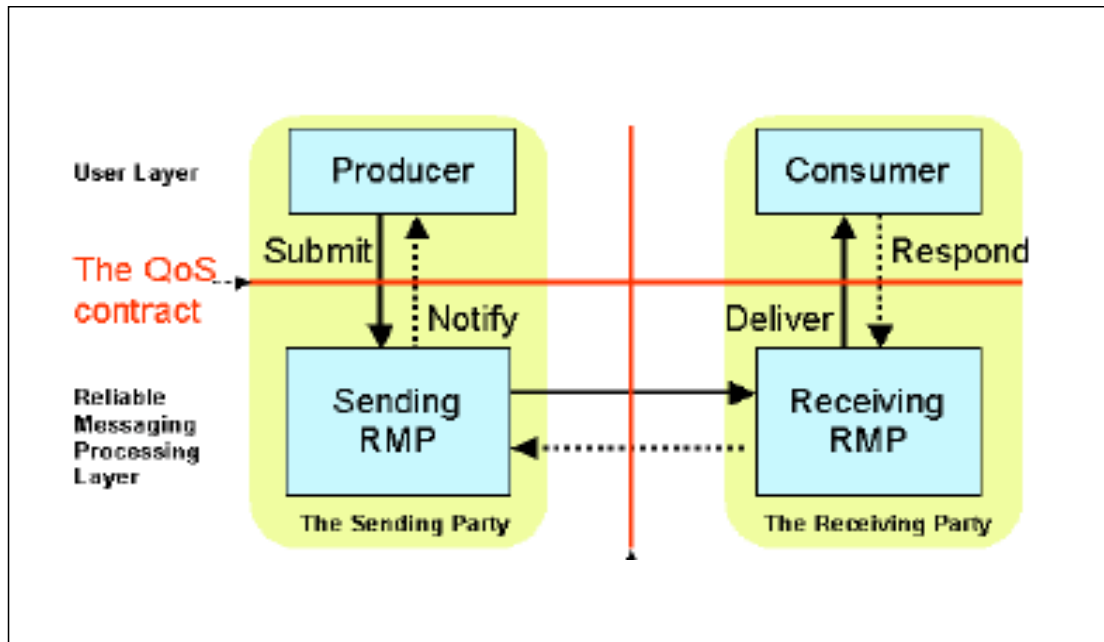 User Layer
Producer
Consumer
Submit
Respond
The QoS
contract
Notify
Deliver
Reliable
Messaging
Processing
Layer
Sending
RMP
Receiving
RMP
The Sending Party
The Receiving Party